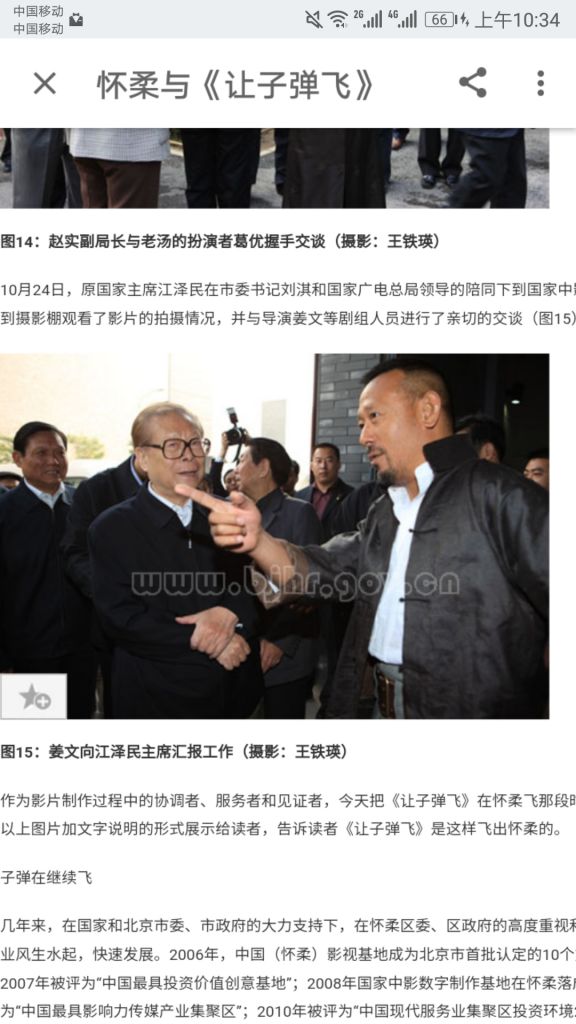 中国移动
中国移动
2G
4G
66
上午10:34
怀柔与《让子弹飞》
图14：赵实副局长与老汤的扮演者葛优握手交谈（摄影：王铁瑛）
10月24日，原国家主席江泽民在市委书记刘淇和国家广电总局领导的陪同下到国家中
到摄影棚观看了影片的拍摄情况，并与导演姜文等剧组人员进行了亲切的交谈（图15）
www.bjhr.gov.cn
图15：姜文向江泽民主席汇报工作（摄影：王铁瑛）
作为影片制作过程中的协调者、服务者和见证者，今天把《让子弹飞》在怀柔飞那段
以上图片加文字说明的形式展示给读者，告诉读者《让子弹飞》是这样飞出怀柔的。
子弹在继续飞
几年来，在国家和北京市委、市政府的大力支持下，在怀柔区委、区政府的高度重视
业风生水起，快速发展。2006年，中国（怀柔）影视基地成为北京市首批认定的10个
2007年被评为“中国最具投资价值创意基地”；2008年国家中影数字制作基地在怀柔落
为“中国最具影响力传媒产业集聚区”；2010年被评为“中国现代服务业集聚区投资环境